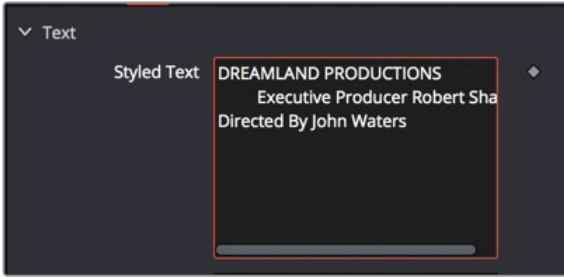 Text
Styled Text
DREAMLAND PRODUCTIONS
Executive Producer Robert Sha
Directed By John Waters